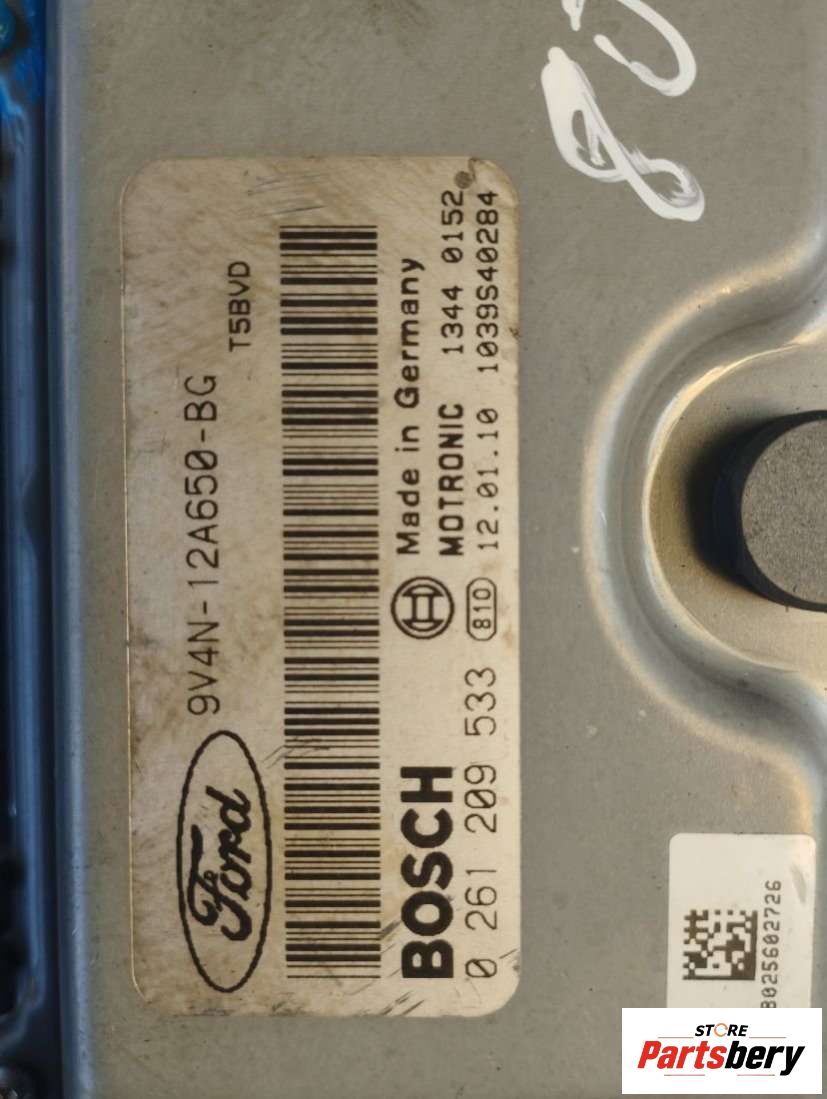 Ford 9V4N-12A650-BG
T5BVD
BOSCH Made in Germany
MOTRONIC 1344 0152
0 261 209 533 810 12.01.10 1039S40284
8025602726
STORE
Partsbery